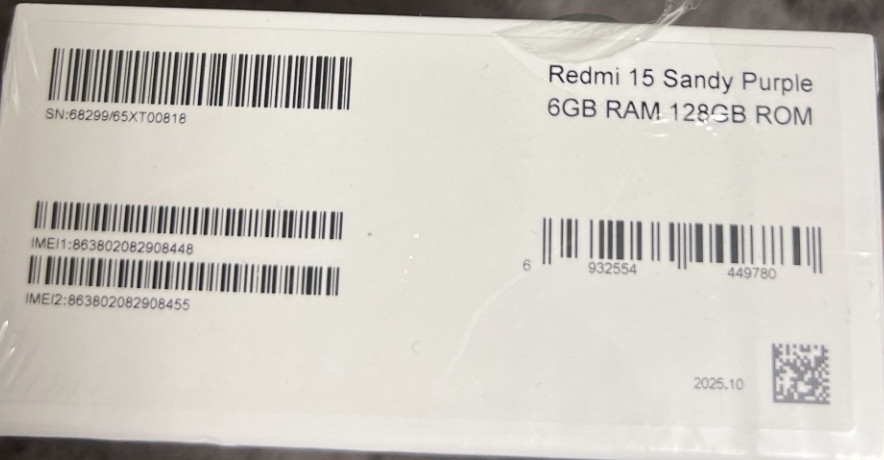 Redmi 15 Sandy Purple
6GB RAM 128GB ROM
SN:68299/65XT00818
IMEI1:863802082908448
IMEI2:863802082908455
6 932554 449780
2025.10